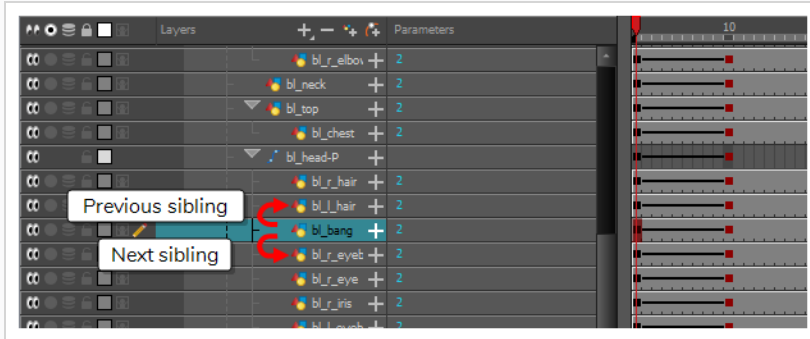 Layers Parameters 10
bl_r_elbov 2
bl_neck 2
bl_top 2
bl_chest 2
bl_head-P
bl_r_hair 2
Previous sibling bl_l_hair 2
bl_bang 2
Next sibling bl_r_eyet 2
bl_r_eye 2
bl_r_iris 2